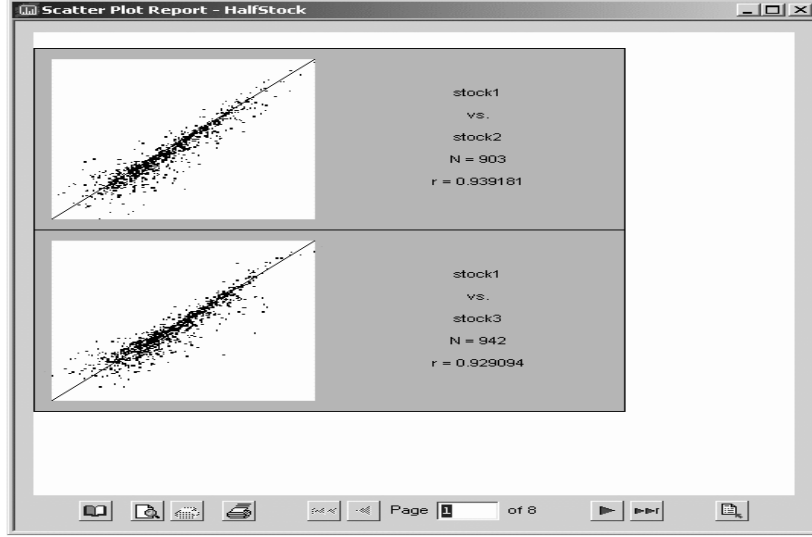 Scatter Plot Report - HalfStock
stock1
vs.
stock2
N = 903
r = 0.939181
stock1
vs.
stock3
N = 942
r = 0.929094
Page 1 of 8